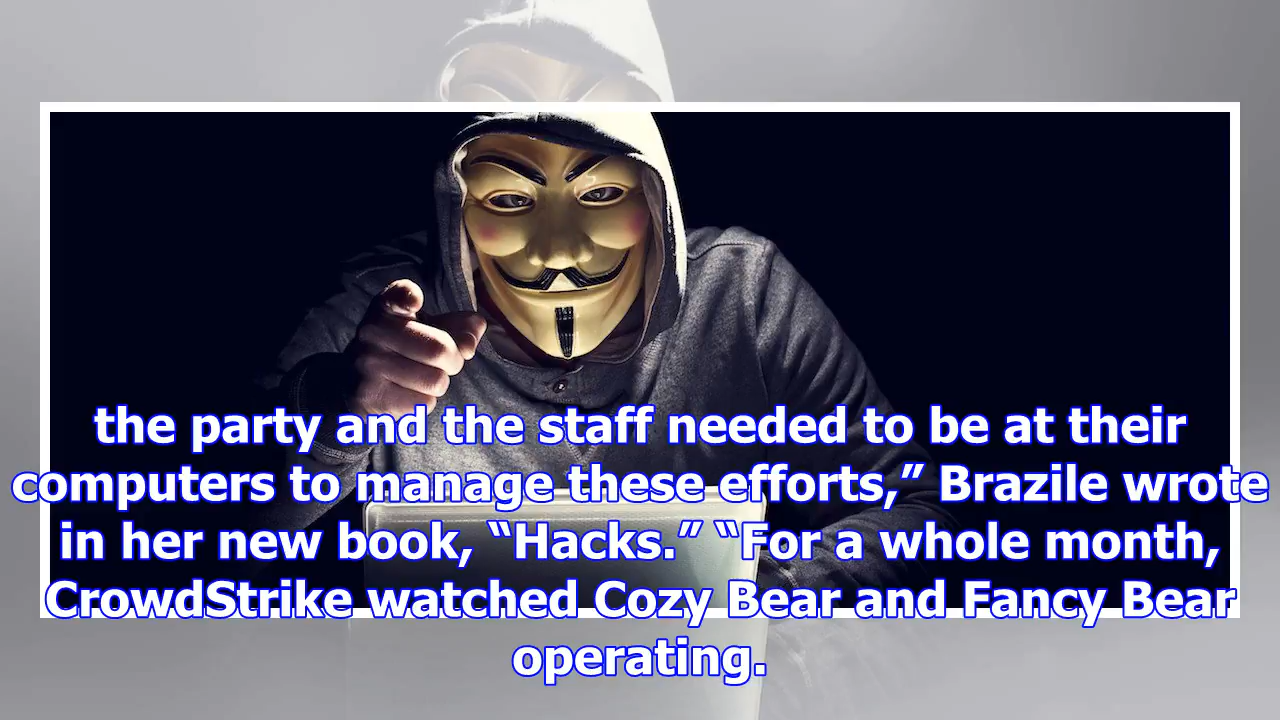 the party and the staff needed to be at their
computers to manage these efforts,” Brazile wrote
in her new book, “Hacks.” “For a whole month,
CrowdStrike watched Cozy Bear and Fancy Bear
operating.